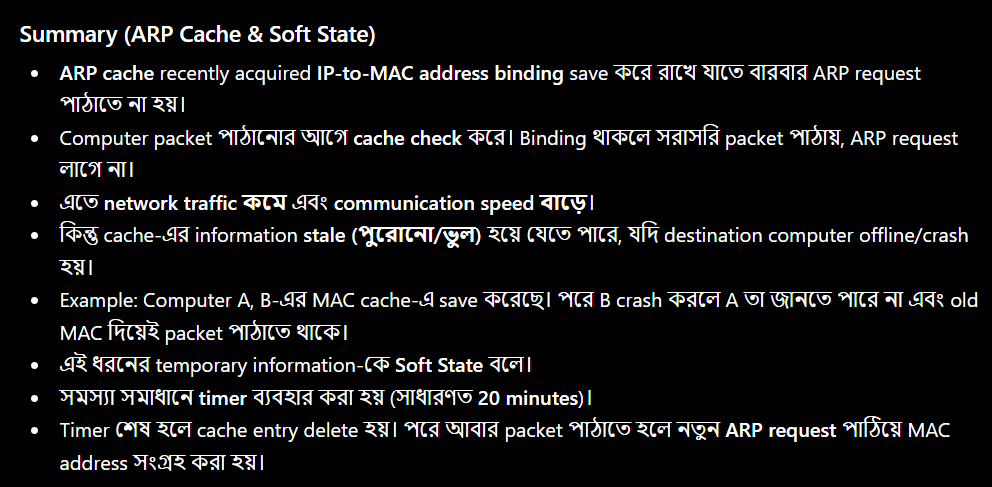 Summary (ARP Cache & Soft State)
• ARP cache recently acquired IP-to-MAC address binding save করে রাখে যাতে বারবার ARP request
পাঠাতে না হয়।
• Computer packet পাঠানোর আগে cache check করে। Binding থাকলে সরাসরি packet পাঠায়, ARP request
লাগে না।
• এতে network traffic কমে এবং communication speed বাড়ে।
• কিন্তু cache-এর information stale (পুরোনো/ভুল) হয়ে যেতে পারে, যদি destination computer offline/crash
হয়।
• Example: Computer A, B-এর MAC cache-এ save করেছে। পরে B crash করলে A তা জানতে পারে না এবং old
MAC দিয়েই packet পাঠাতে থাকে।
• এই ধরনের temporary information-কে Soft State বলে।
• সমস্যা সমাধানে timer ব্যবহার করা হয় (সাধারণত 20 minutes)।
• Timer শেষ হলে cache entry delete হয়। পরে আবার packet পাঠাতে হলে নতুন ARP request পাঠিয়ে MAC
address সংগ্রহ করা হয়।